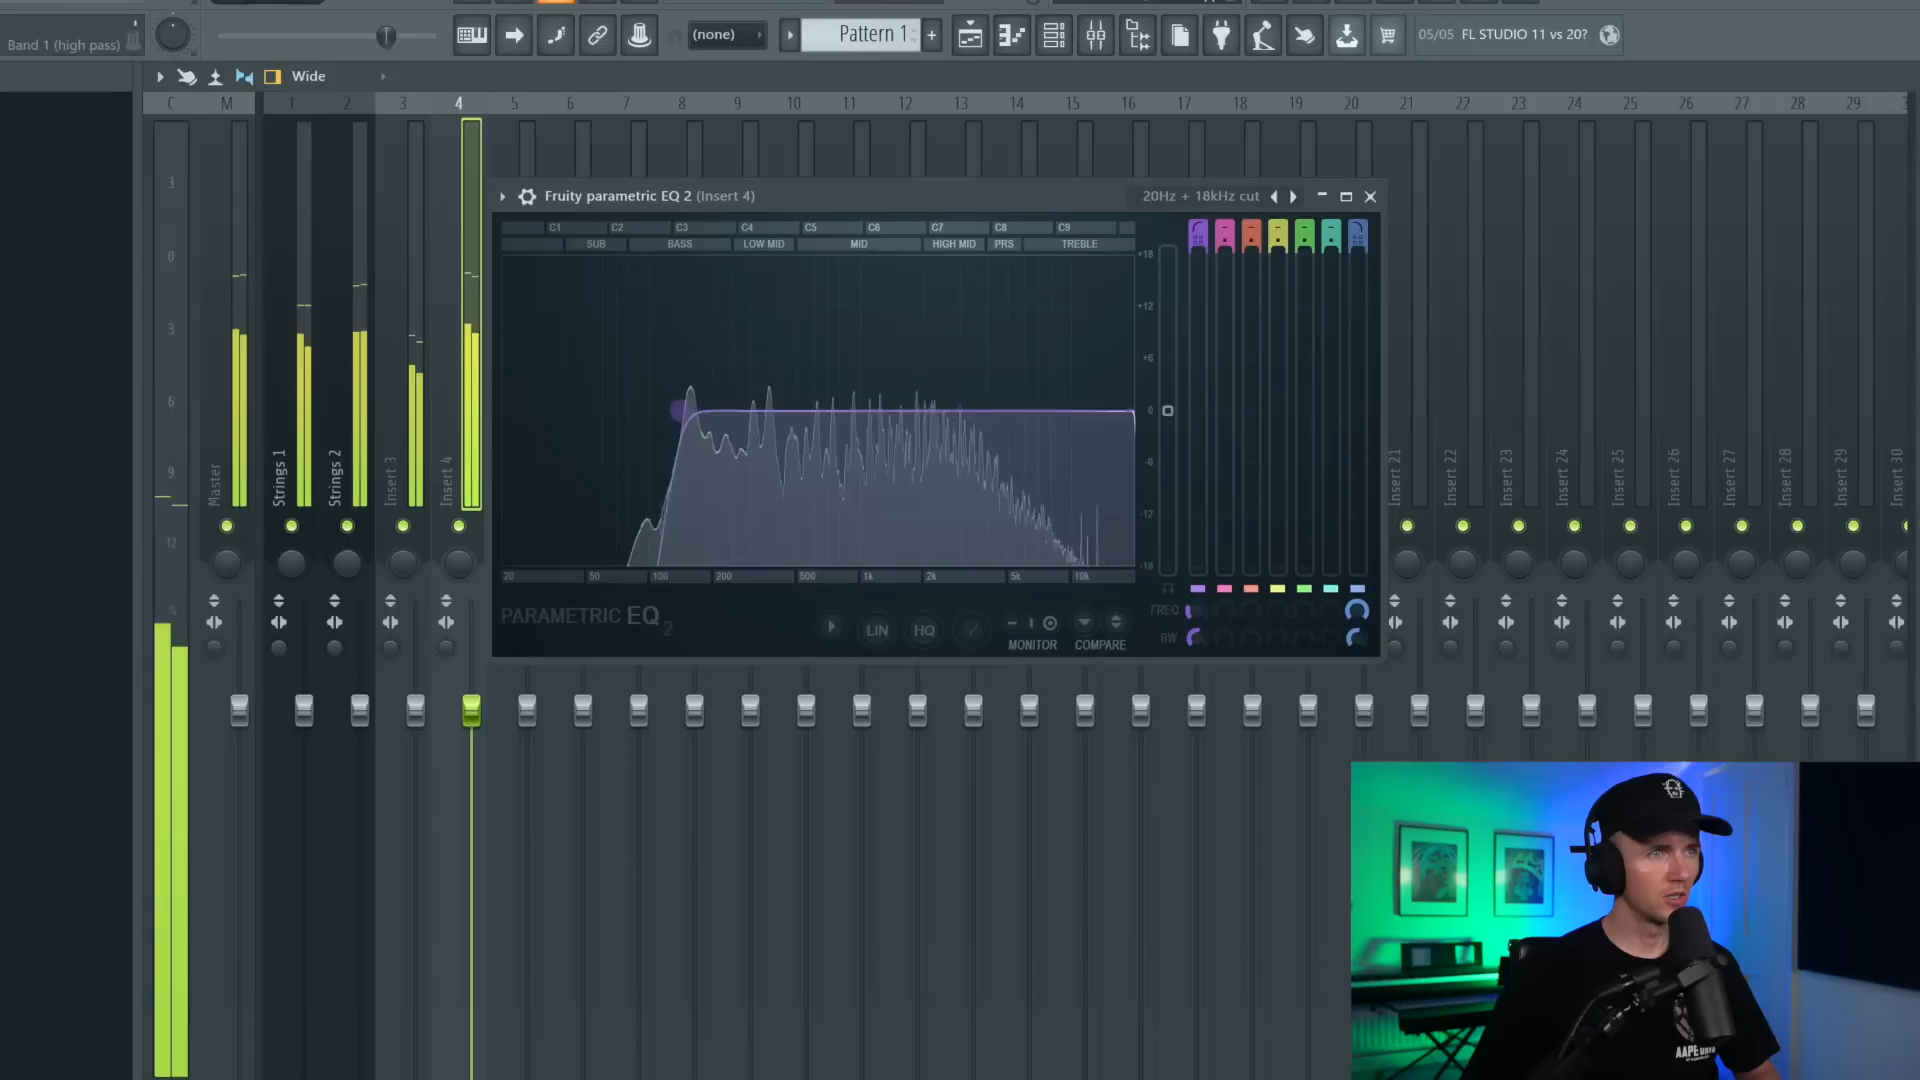 Band 1 (high pass)
(none)
Pattern 1
+
05/05 FL STUDIO 11 vs 20?
Wide
C M 1 2 3 4 5 6 7 8 9 10 11 12 13 14 15 16 17 18 19 20 21 22 23 24 25 26 27 28 29
Fruity parametric EQ 2 (Insert 4)
20Hz + 18kHz cut
C1 C2 C3 C4 C5 C6 C7 C8 C9
SUB BASS LOW MID MID HIGH MID PRS TREBLE
+18
+12
+6
0
-6
-12
-18
20 50 100 200 500 1k 2k 5k 10k
PARAMETRIC EQ 2
LIN
HQ
MONITOR
COMPARE
FREQ
BW
3
0
3
6
9
12
Master
Strings 1
Strings 2
Insert 3
Insert 4
Insert 21
Insert 22
Insert 23
Insert 24
Insert 25
Insert 26
Insert 27
Insert 28
Insert 29
Insert 30